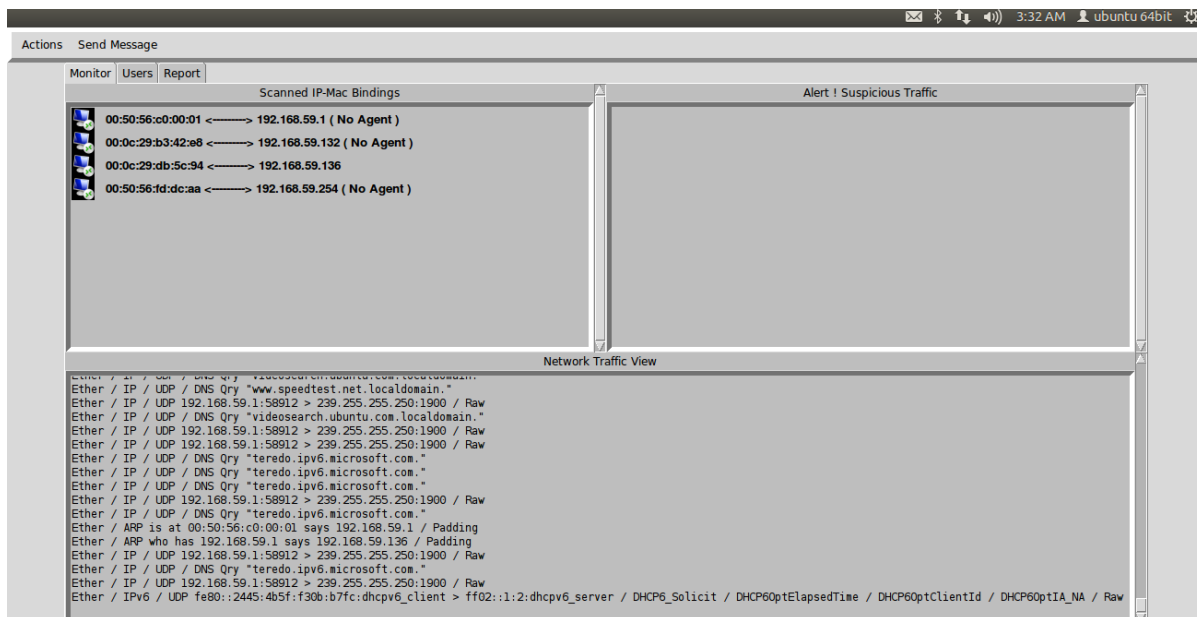 3:32 AM ubuntu 64bit
Actions Send Message
Monitor Users Report
Scanned IP-Mac Bindings
00:50:56:c0:00:01 <--------> 192.168.59.1 ( No Agent )
00:0c:29:b3:42:e8 <--------> 192.168.59.132 ( No Agent )
00:0c:29:db:5c:94 <--------> 192.168.59.136
00:50:56:fd:dc:aa <--------> 192.168.59.254 ( No Agent )
Alert ! Suspicious Traffic
Network Traffic View
Ether / IP / UDP / DNS Qry "videosearch.ubuntu.com.localdomain."
Ether / IP / UDP / DNS Qry "www.speedtest.net.localdomain."
Ether / IP / UDP 192.168.59.1:58912 > 239.255.255.250:1900 / Raw
Ether / IP / UDP / DNS Qry "videosearch.ubuntu.com.localdomain."
Ether / IP / UDP 192.168.59.1:58912 > 239.255.255.250:1900 / Raw
Ether / IP / UDP 192.168.59.1:58912 > 239.255.255.250:1900 / Raw
Ether / IP / UDP / DNS Qry "teredo.ipv6.microsoft.com."
Ether / IP / UDP / DNS Qry "teredo.ipv6.microsoft.com."
Ether / IP / UDP / DNS Qry "teredo.ipv6.microsoft.com."
Ether / IP / UDP 192.168.59.1:58912 > 239.255.255.250:1900 / Raw
Ether / IP / UDP / DNS Qry "teredo.ipv6.microsoft.com."
Ether / ARP is at 00:50:56:c0:00:01 says 192.168.59.1 / Padding
Ether / ARP who has 192.168.59.1 says 192.168.59.136 / Padding
Ether / IP / UDP 192.168.59.1:58912 > 239.255.255.250:1900 / Raw
Ether / IP / UDP / DNS Qry "teredo.ipv6.microsoft.com."
Ether / IP / UDP 192.168.59.1:58912 > 239.255.255.250:1900 / Raw
Ether / IPv6 / UDP fe80::2445:4b5f:f30b:b7fc:dhcpv6_client > ff02::1:2:dhcpv6_server / DHCP6_Solicit / DHCP6OptElapsedTime / DHCP6OptClientId / DHCP6OptIA_NA / Raw